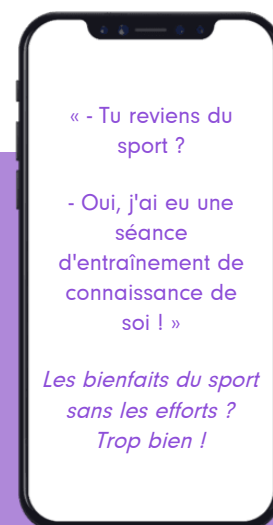 « - Tu reviens du
sport ?
- Oui, j'ai eu une
séance
d'entraînement de
connaissance de
soi ! »
Les bienfaits du sport
sans les efforts ?
Trop bien !